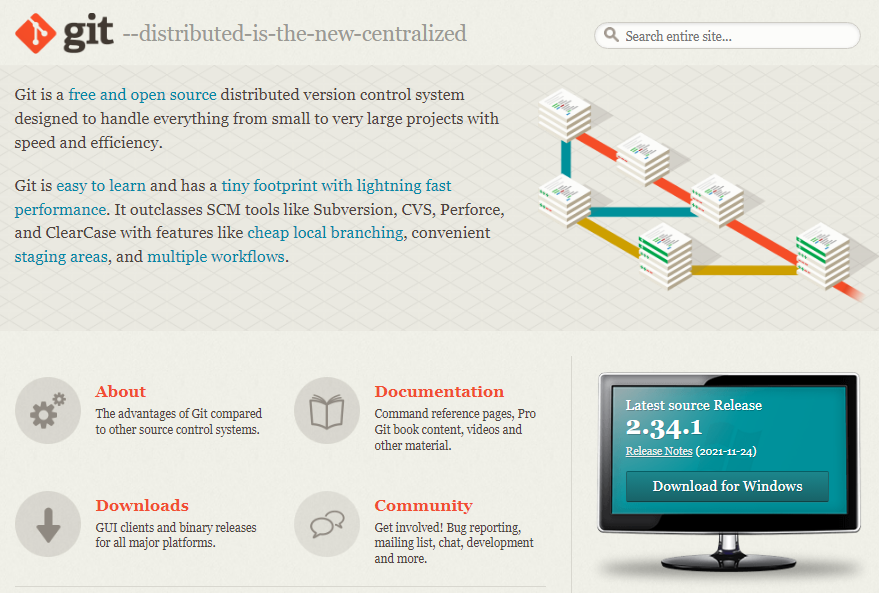 git --distributed-is-the-new-centralized
Search entire site...
Git is a free and open source distributed version control system
designed to handle everything from small to very large projects with
speed and efficiency.
Git is easy to learn and has a tiny footprint with lightning fast
performance. It outclasses SCM tools like Subversion, CVS, Perforce,
and ClearCase with features like cheap local branching, convenient
staging areas, and multiple workflows.
About
The advantages of Git compared
to other source control systems.
Documentation
Command reference pages, Pro
Git book content, videos and
other material.
Downloads
GUI clients and binary releases
for all major platforms.
Community
Get involved! Bug reporting,
mailing list, chat, development
and more.
Latest source Release
2.34.1
Release Notes (2021-11-24)
Download for Windows